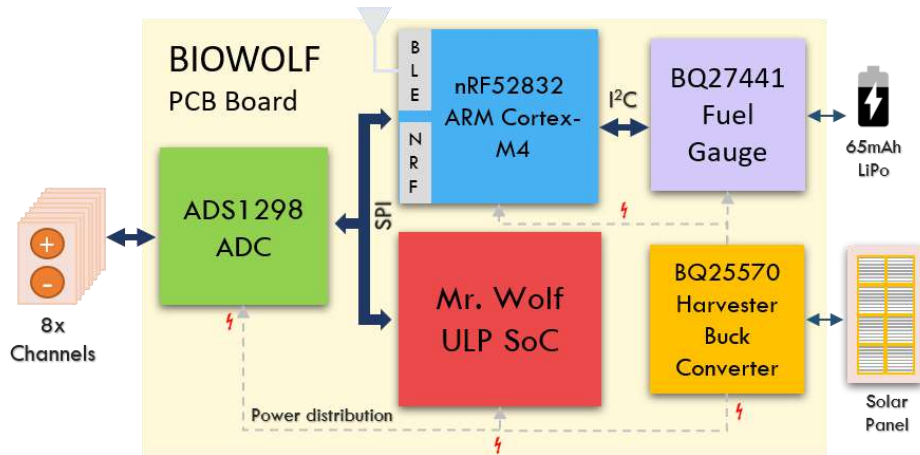 BIOWOLF
PCB Board
B
L
E
N
R
F
nRF52832
ARM Cortex-
M4
I²C
BQ27441
Fuel
Gauge
65mAh
LiPo
ADS1298
ADC
SPI
+
-
8x
Channels
Mr. Wolf
ULP SoC
BQ25570
Harvester
Buck
Converter
Solar
Panel
Power distribution